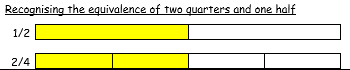 Recognising the equivalence of two quarters and one half
1/2
2/4